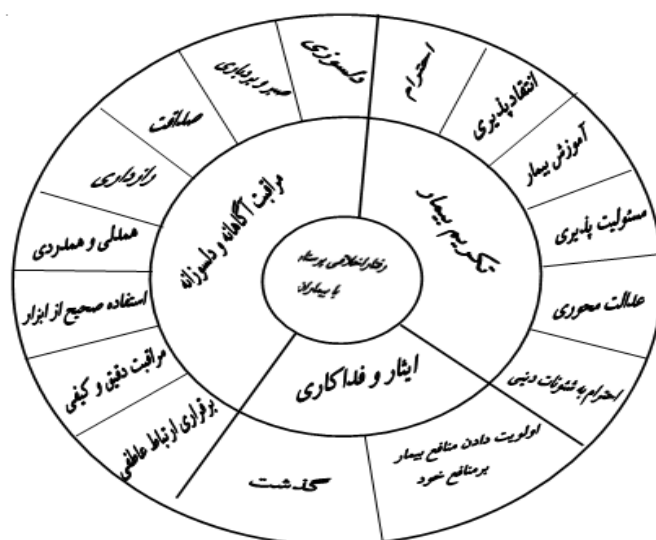 رفتار اخلاقی پرستار
با بیماران
تکریم بیمار
احترام
انتقاد پذیری
آموزش بیمار
مسئولیت پذیری
عدالت محوری
احترام به شئونات دینی
ایثار و فداکاری
اولویت دادن منافع بیمار
بر منافع خود
گذشت
مراقبت آگاهانه و دلسوزانه
دلسوزی
صبر و بردباری
صداقت
رازداری
همدلی و همدردی
استفاده صحیح از ابزار
مراقبت دقیق و کیفی
برقراری ارتباط عاطفی